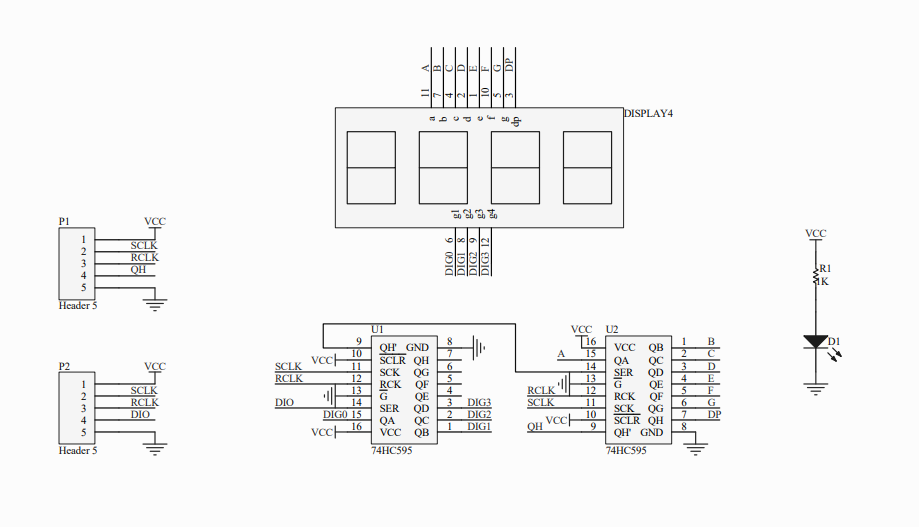 A B C D E F G DP
11 7 4 2 1 10 5 3
a b c d e f g dp
DISPLAY4
g1 g2 g3 g4
6 8 9 12
DIG0 DIG1 DIG2 DIG3
P1
VCC
1
2 SCLK
3 RCLK
4 QH
5
Header 5
P2
VCC
1
2 SCLK
3 RCLK
4 DIO
5
Header 5
U1
9 QH' GND 8
VCC 10 SCLR QH 7
SCLK 11 SCK QG 6
RCLK 12 RCK QF 5
13 G QE 4
DIO 14 SER QD 3 DIG3
DIG0 15 QA QC 2 DIG2
VCC 16 VCC QB 1 DIG1
74HC595
U2
VCC 16 VCC QB 1 B
A 15 QA QC 2 C
14 SER QD 3 D
13 G QE 4 E
RCLK 12 RCK QF 5 F
SCLK 11 SCK QG 6 G
VCC 10 SCLR QH 7 DP
QH 9 QH' GND 8
74HC595
VCC
R1
1K
D1